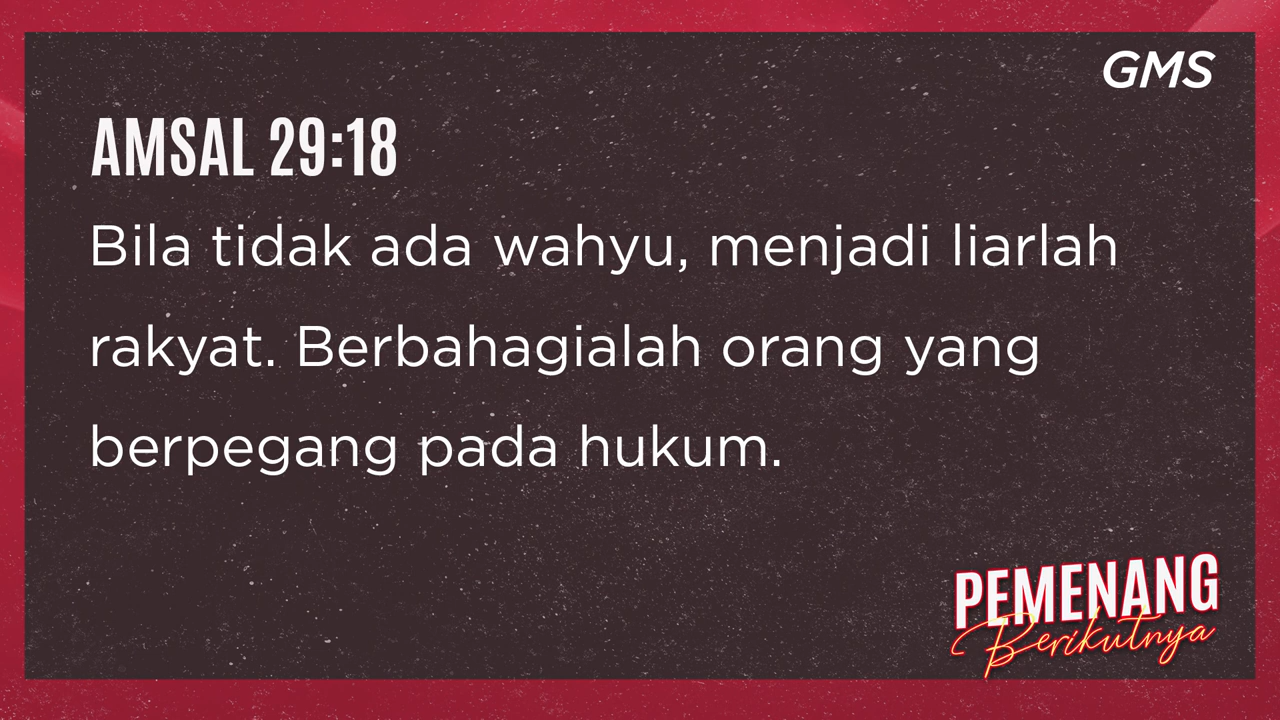 GMS
AMSAL 29:18
Bila tidak ada wahyu, menjadi liarlah
rakyat. Berbahagialah orang yang
berpegang pada hukum.
PEMENANG
Berikutnya